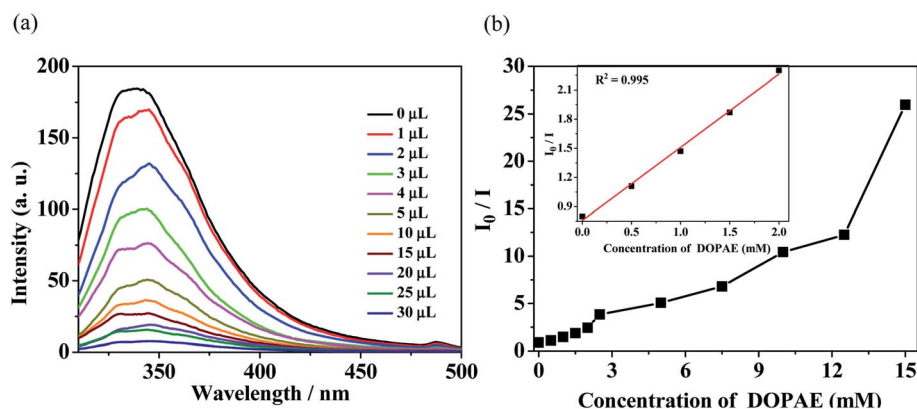 (a)
200
150
100
50
0
Intensity (a. u.)
350
400
450
500
Wavelength / nm
0 µL
1 µL
2 µL
3 µL
4 µL
5 µL
10 µL
15 µL
20 µL
25 µL
30 µL
(b)
30
25
20
15
10
5
0
I₀ / I
0
3
6
9
12
15
Concentration of DOPAE (mM)
R² = 0.995
2.1
1.8
1.5
1.2
0.9
I₀ / I
0.0
0.5
1.0
1.5
2.0
Concentration of DOPAE (mM)